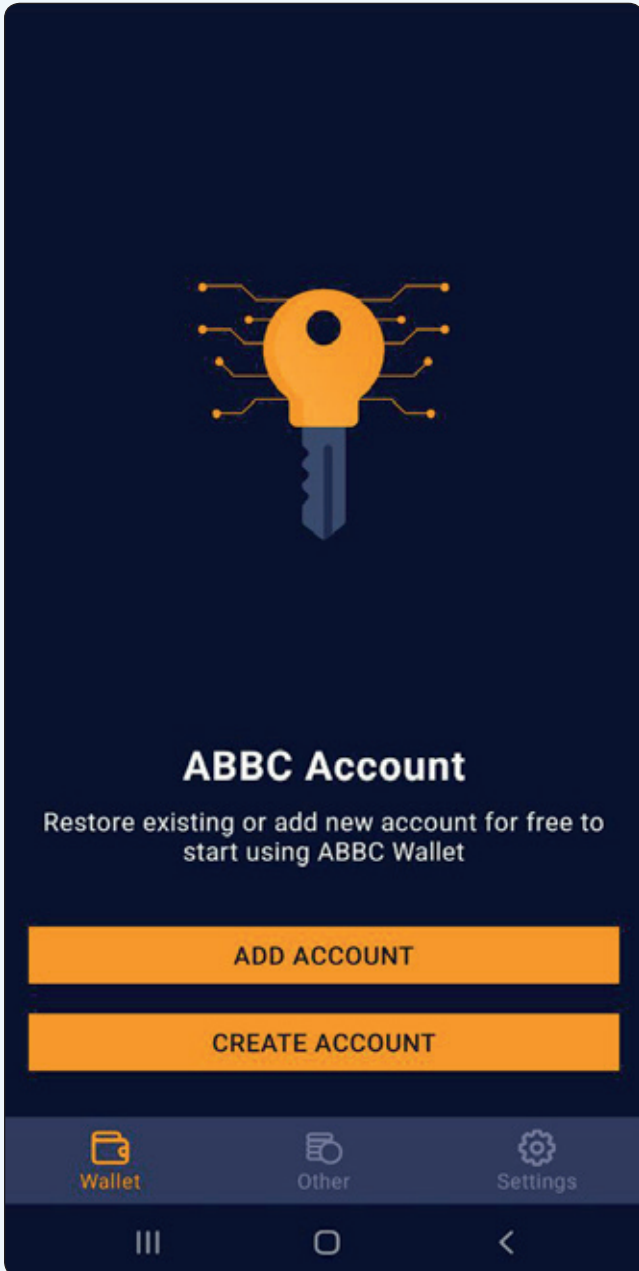 ABBC Account
Restore existing or add new account for free to
start using ABBC Wallet
ADD ACCOUNT
CREATE ACCOUNT
Wallet
Other
Settings